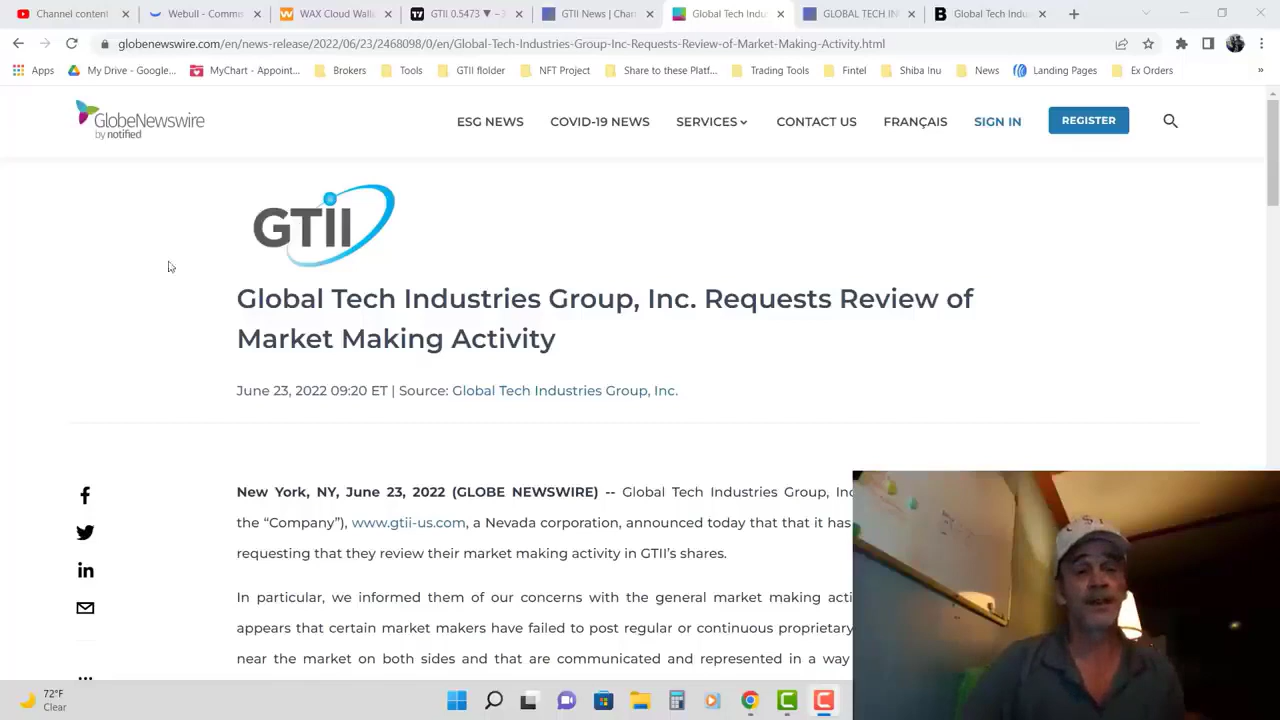 Channel content
Webull - Comm
WAX Cloud Walle
GTII 0.5473 ▼ −3
GTII News | Char
Global Tech Indus
GLOBAL TECH IN
Global Tech Indus
globenewswire.com/en/news-release/2022/06/23/2468098/0/en/Global-Tech-Industries-Group-Inc-Requests-Review-of-Market-Making-Activity.html
Apps My Drive - Google... MyChart - Appoint... Brokers Tools GTII flolder NFT Project Share to these Platf... Trading Tools Fintel Shiba Inu News Landing Pages Ex Orders »
GlobeNewswire
by notified
ESG NEWS COVID-19 NEWS SERVICES CONTACT US FRANÇAIS SIGN IN REGISTER
GTII
Global Tech Industries Group, Inc. Requests Review of
Market Making Activity
June 23, 2022 09:20 ET | Source: Global Tech Industries Group, Inc.
New York, NY, June 23, 2022 (GLOBE NEWSWIRE) -- Global Tech Industries Group, Inc
the “Company”), www.gtii-us.com, a Nevada corporation, announced today that that it has
requesting that they review their market making activity in GTII’s shares.
In particular, we informed them of our concerns with the general market making acti
appears that certain market makers have failed to post regular or continuous proprietary
near the market on both sides and that are communicated and represented in a way
72°F
Clear